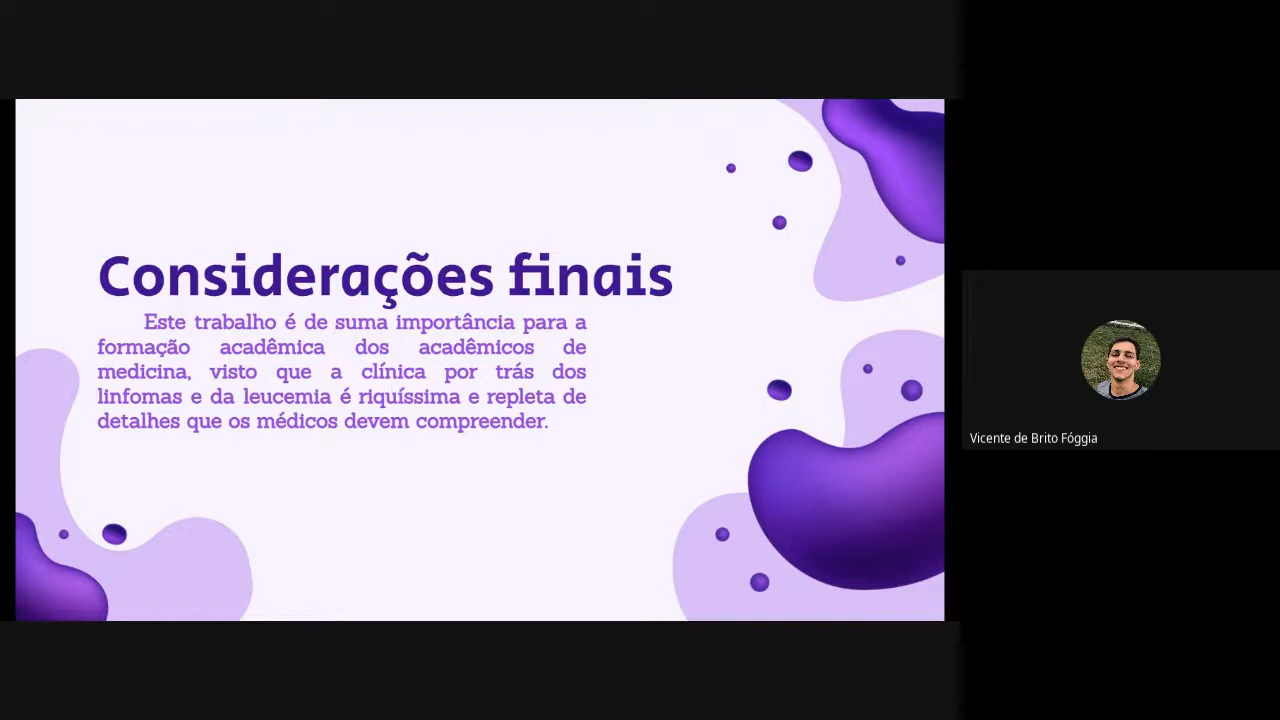 Considerações finais
Este trabalho é de suma importância para a
formação acadêmica dos acadêmicos de
medicina, visto que a clínica por trás dos
linfomas e da leucemia é riquíssima e repleta de
detalhes que os médicos devem compreender.
Vicente de Brito Fóggia